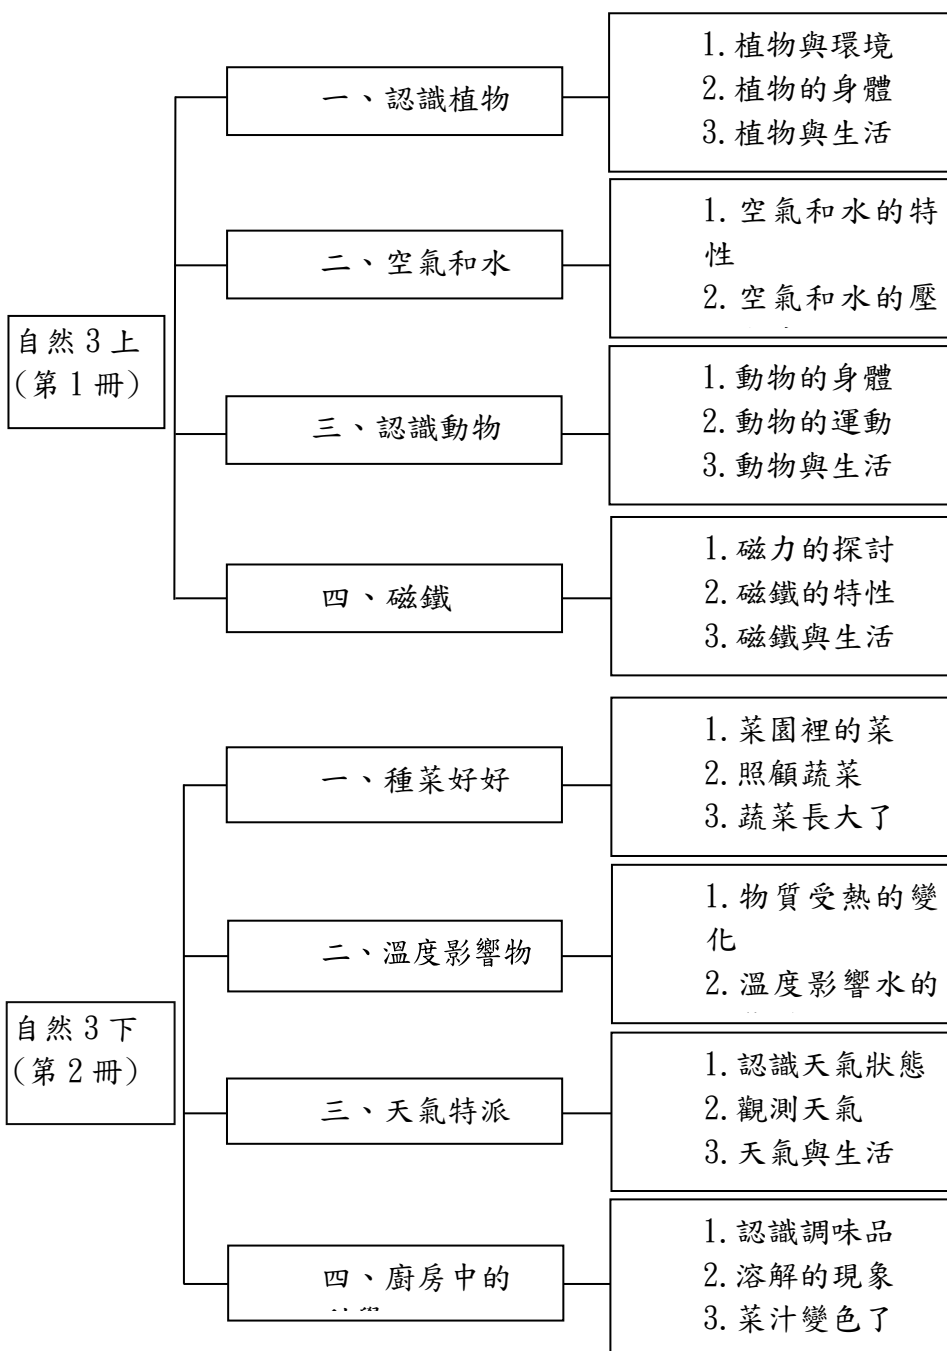 自然3上
(第1冊)
一、認識植物
1.植物與環境
2.植物的身體
3.植物與生活
二、空氣和水
1.空氣和水的特
性
2.空氣和水的壓
三、認識動物
1.動物的身體
2.動物的運動
3.動物與生活
四、磁鐵
1.磁力的探討
2.磁鐵的特性
3.磁鐵與生活
自然3下
(第2冊)
一、種菜好好
1.菜園裡的菜
2.照顧蔬菜
3.蔬菜長大了
二、溫度影響物
1.物質受熱的變
化
2.溫度影響水的
三、天氣特派
1.認識天氣狀態
2.觀測天氣
3.天氣與生活
四、廚房中的
1.認識調味品
2.溶解的現象
3.菜汁變色了